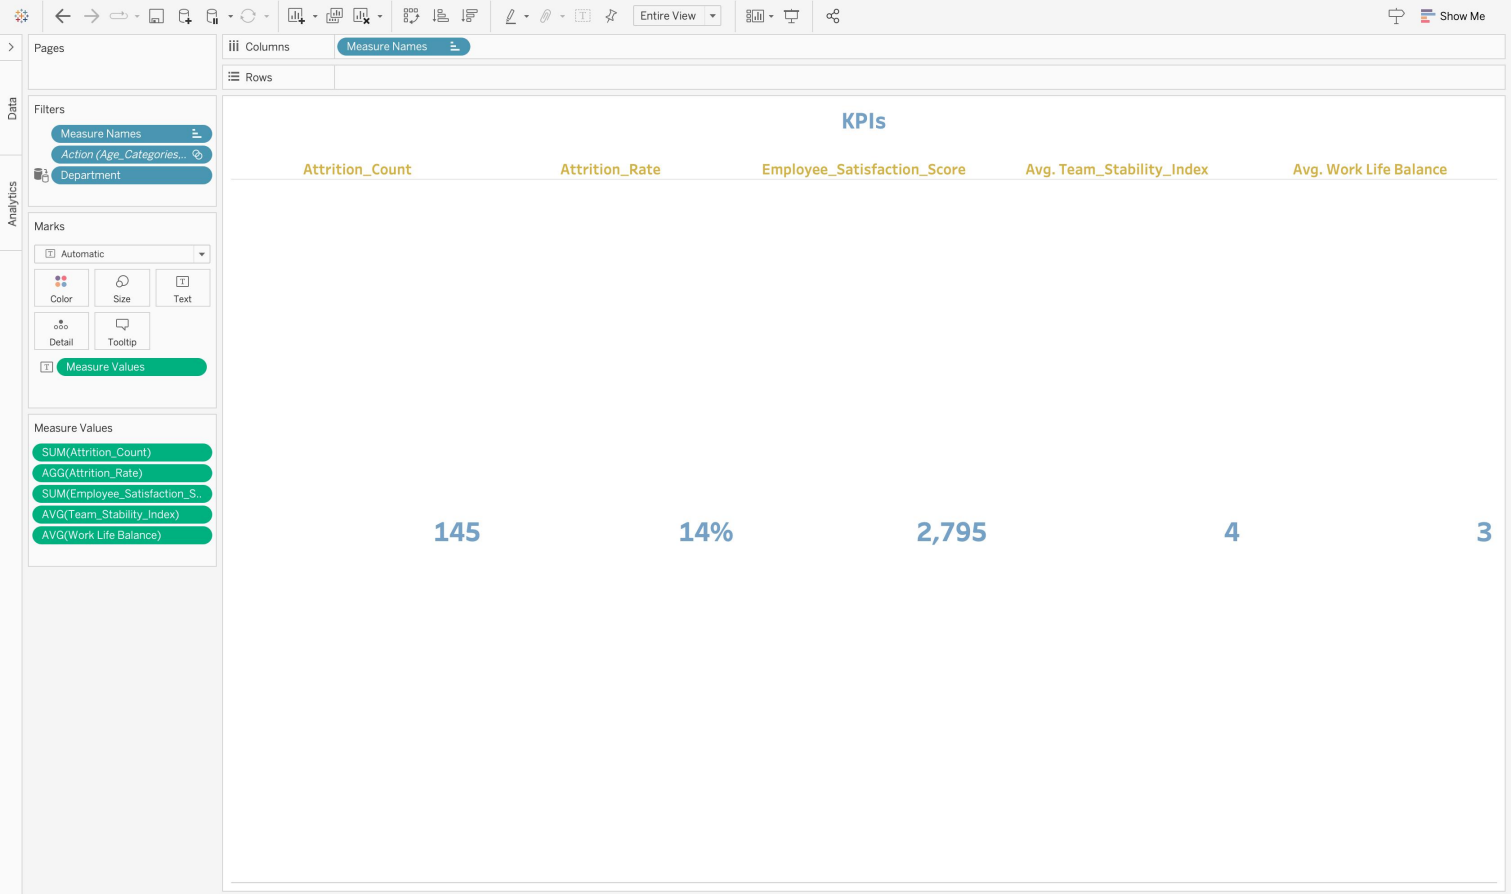 Entire View
Show Me
Pages
Columns
Measure Names
Rows
Data
Analytics
Filters
Measure Names
Action (Age_Categories,..
Department
Marks
Automatic
Color
Size
Text
Detail
Tooltip
Measure Values
Measure Values
SUM(Attrition_Count)
AGG(Attrition_Rate)
SUM(Employee_Satisfaction_S..
AVG(Team_Stability_Index)
AVG(Work Life Balance)
KPIs
Attrition_Count Attrition_Rate Employee_Satisfaction_Score Avg. Team_Stability_Index Avg. Work Life Balance
145 14% 2,795 4 3